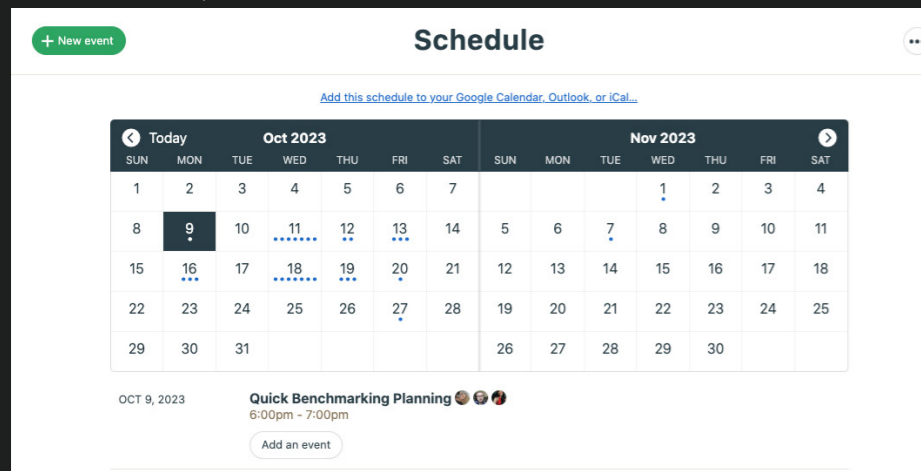 + New event
Schedule
Add this schedule to your Google Calendar, Outlook, or iCal...
Today Oct 2023 Nov 2023
SUN MON TUE WED THU FRI SAT SUN MON TUE WED THU FRI SAT
1 2 3 4 5 6 7 1 2 3 4
8 9 10 11 12 13 14 5 6 7 8 9 10 11
15 16 17 18 19 20 21 12 13 14 15 16 17 18
22 23 24 25 26 27 28 19 20 21 22 23 24 25
29 30 31 26 27 28 29 30
OCT 9, 2023 Quick Benchmarking Planning
6:00pm - 7:00pm
Add an event